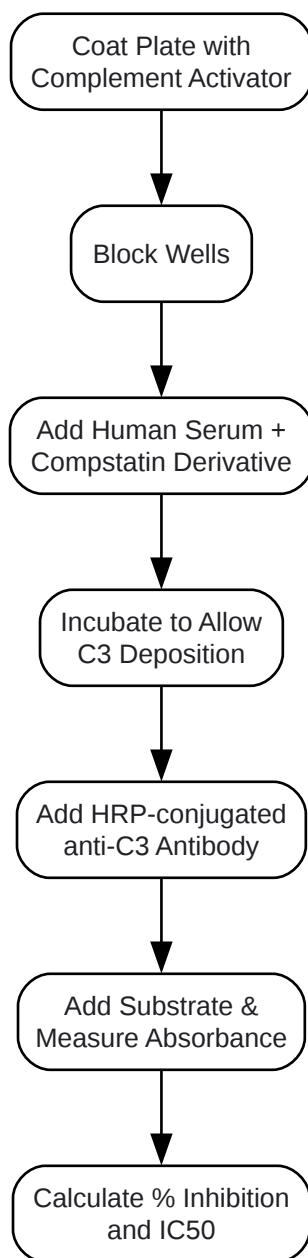 Coat Plate with
Complement Activator
Block Wells
Add Human Serum +
Compstatin Derivative
Incubate to Allow
C3 Deposition
Add HRP-conjugated
anti-C3 Antibody
Add Substrate &
Measure Absorbance
Calculate % Inhibition
and IC50